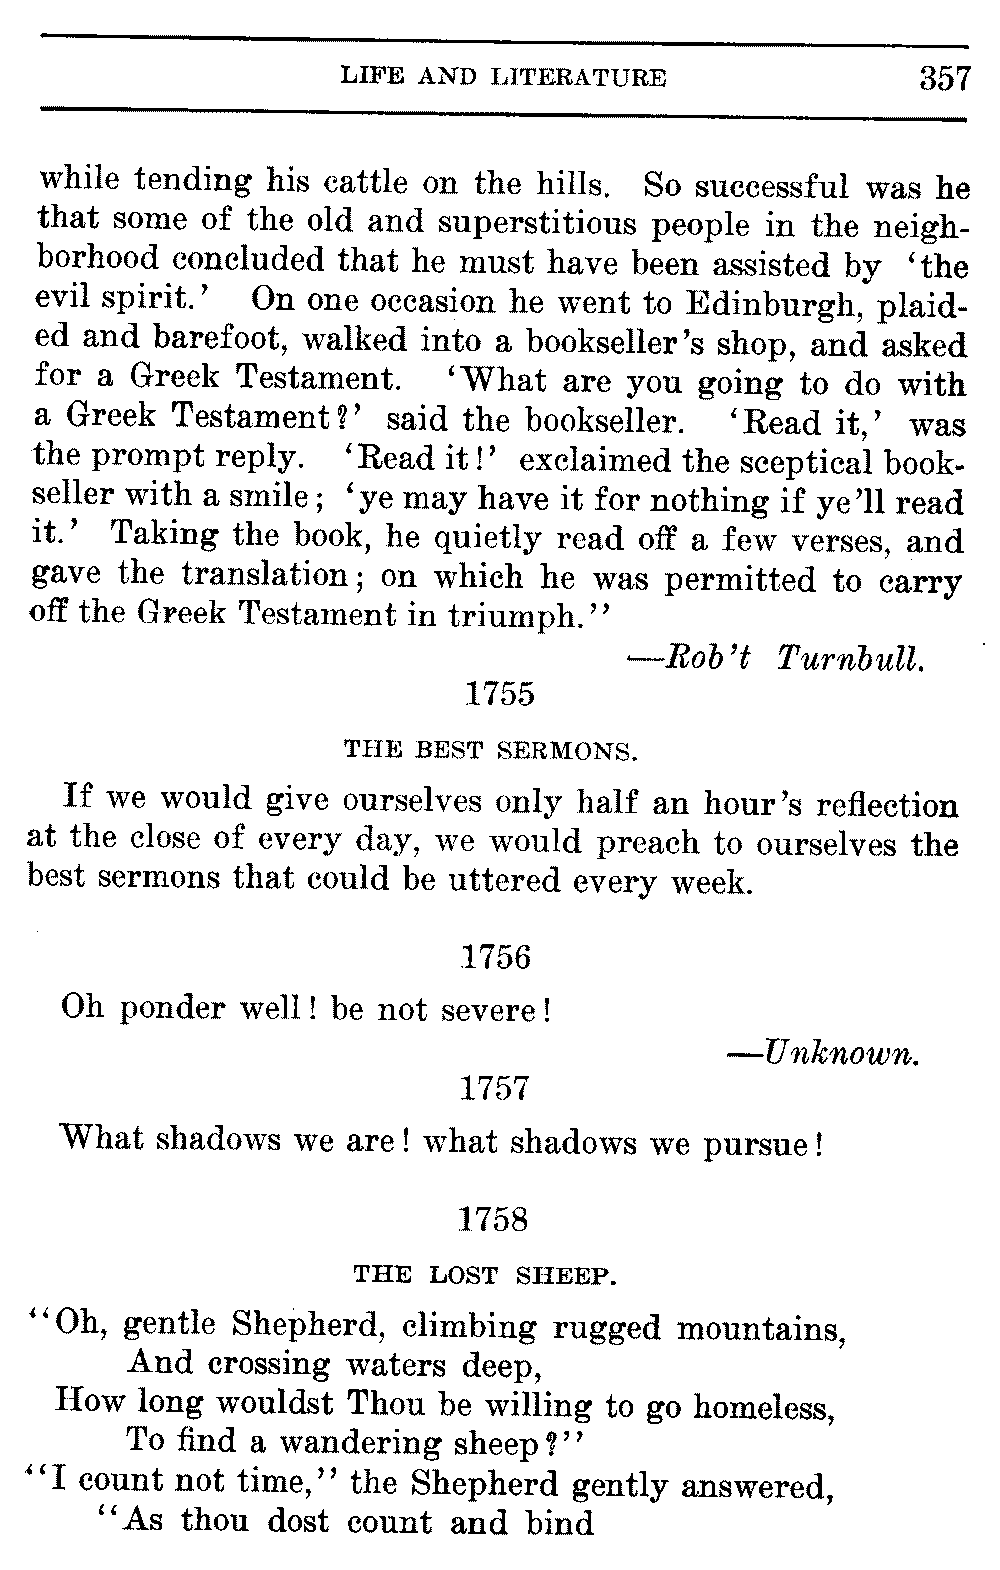 LIFE AND LITERATURE 357
while tending his cattle on the hills. So successful was he
that some of the old and superstitious people in the neigh-
borhood concluded that he must have been assisted by ‘the
evil spirit.’ On one occasion he went to Edinburgh, plaid-
ed and barefoot, walked into a bookseller’s shop, and asked
for a Greek Testament. ‘What are you going to do with
a Greek Testament?’ said the bookseller. ‘Read it,’ was
the prompt reply. ‘Read it!’ exclaimed the sceptical book-
seller with a smile; ‘ye may have it for nothing if ye’ll read
it.’ Taking the book, he quietly read off a few verses, and
gave the translation; on which he was permitted to carry
off the Greek Testament in triumph.”
—Rob’t Turnbull.
1755
THE BEST SERMONS.
If we would give ourselves only half an hour’s reflection
at the close of every day, we would preach to ourselves the
best sermons that could be uttered every week.
1756
Oh ponder well! be not severe!
—Unknown.
1757
What shadows we are! what shadows we pursue!
1758
THE LOST SHEEP.
“Oh, gentle Shepherd, climbing rugged mountains,
And crossing waters deep,
How long wouldst Thou be willing to go homeless,
To find a wandering sheep?”
“I count not time,” the Shepherd gently answered,
“As thou dost count and bind